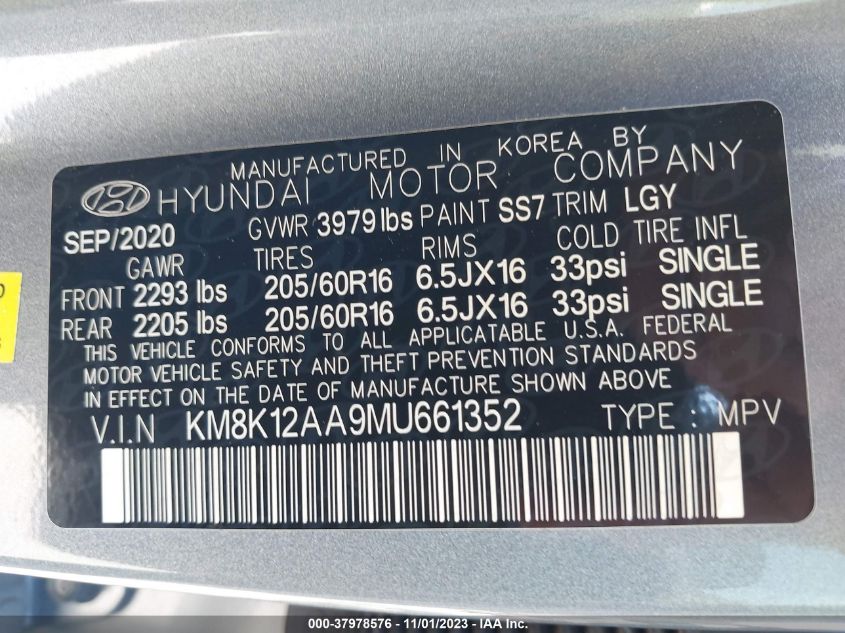 MANUFACTURED IN KOREA BY
HYUNDAI MOTOR COMPANY
SEP/2020 GVWR 3979 lbs PAINT SS7 TRIM LGY
GAWR TIRES RIMS COLD TIRE INFL
FRONT 2293 lbs 205/60R16 6.5JX16 33psi SINGLE
REAR 2205 lbs 205/60R16 6.5JX16 33psi SINGLE
THIS VEHICLE CONFORMS TO ALL APPLICATABLE U.S.A. FEDERAL
MOTOR VEHICLE SAFETY AND THEFT PREVENTION STANDARDS
IN EFFECT ON THE DATE OF MANUFACTURE SHOWN ABOVE
V.I.N KM8K12AA9MU661352 TYPE : MPV
000-37978576 | 11/01/2023 | IAA Inc.